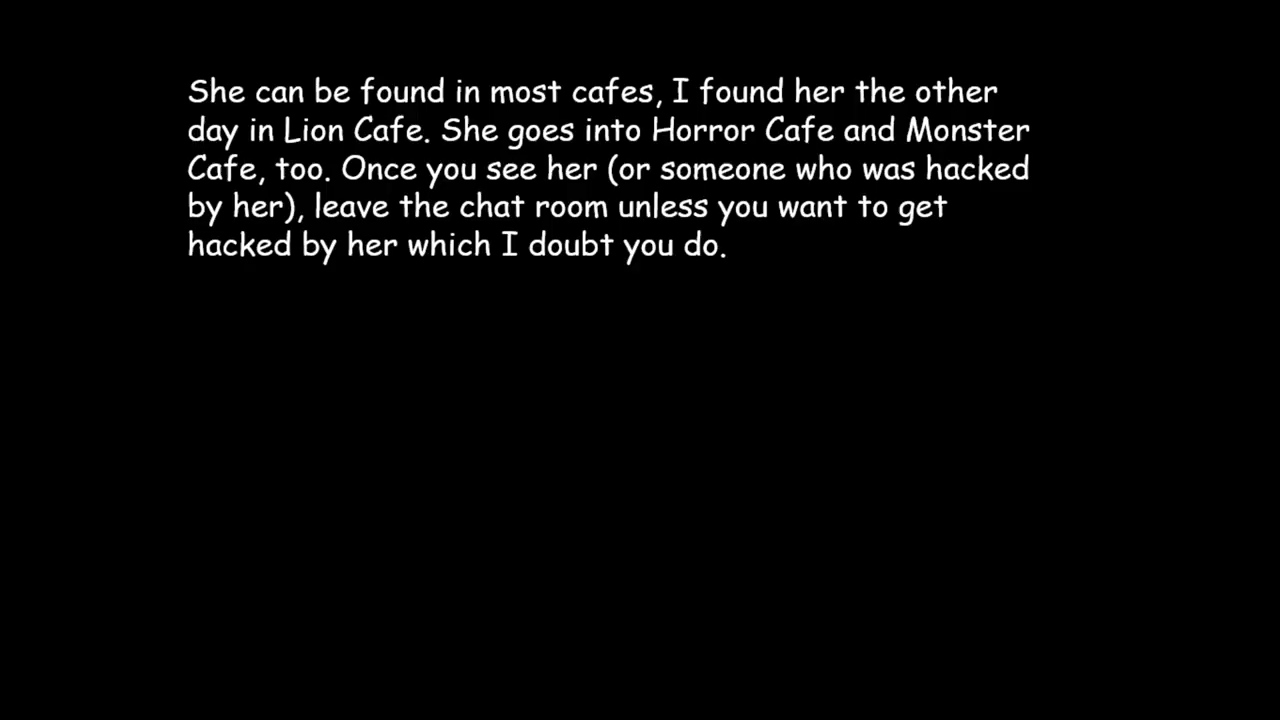 She can be found in most cafes, I found her the other
day in Lion Cafe. She goes into Horror Cafe and Monster
Cafe, too. Once you see her (or someone who was hacked
by her), leave the chat room unless you want to get
hacked by her which I doubt you do.